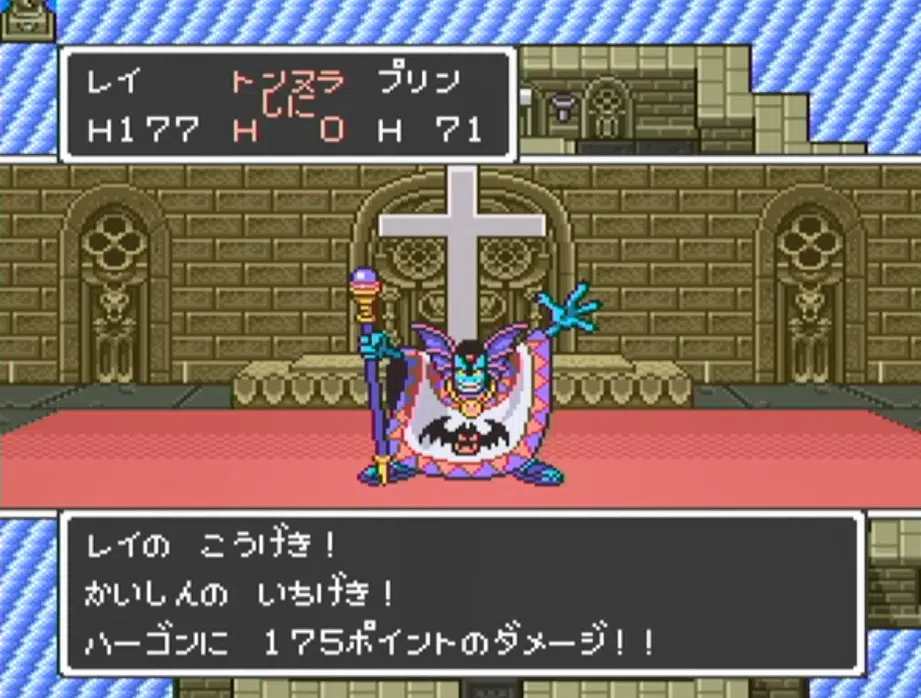 レイ トンヌラ プリン
しに
H177 H 0 H 71
レイの こうげき！
かいしんの いちげき！
ハーゴンに 175ポイントのダメージ！！